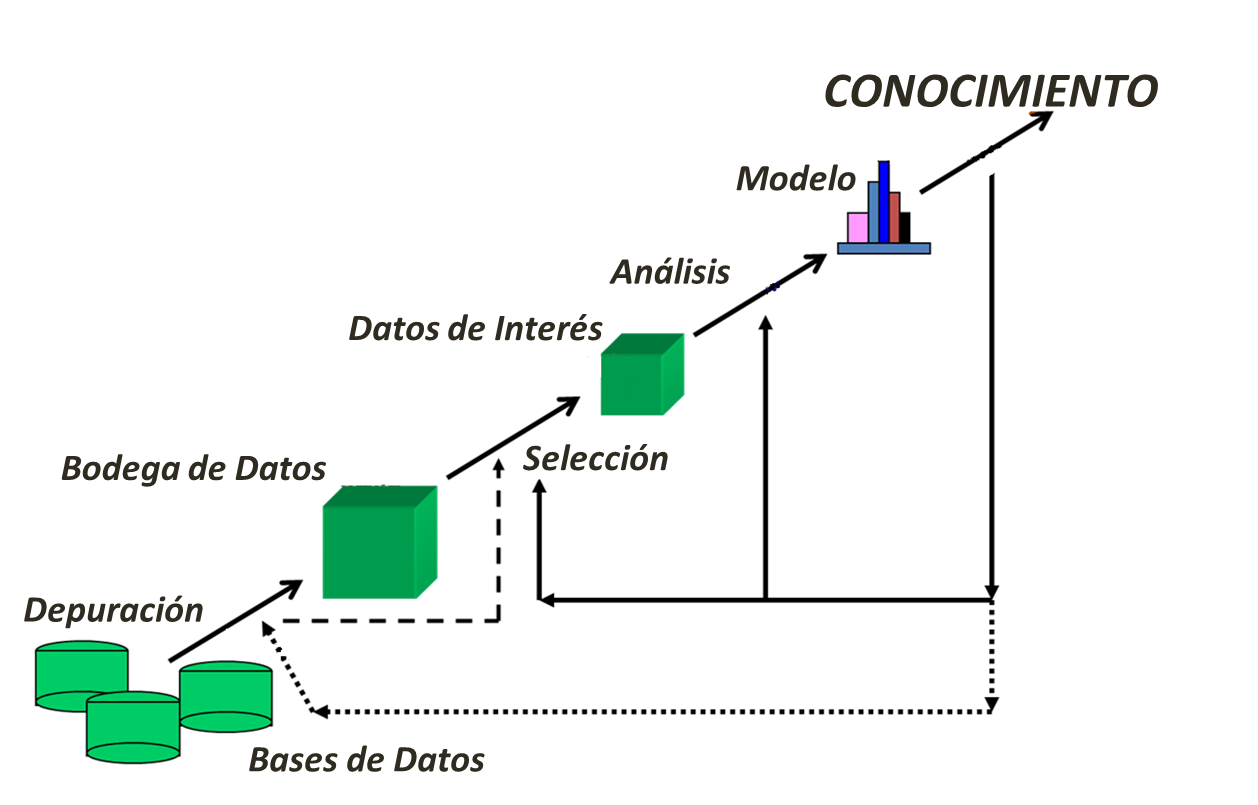 CONOCIMIENTO
Modelo
Análisis
Datos de Interés
Selección
Bodega de Datos
Depuración
Bases de Datos